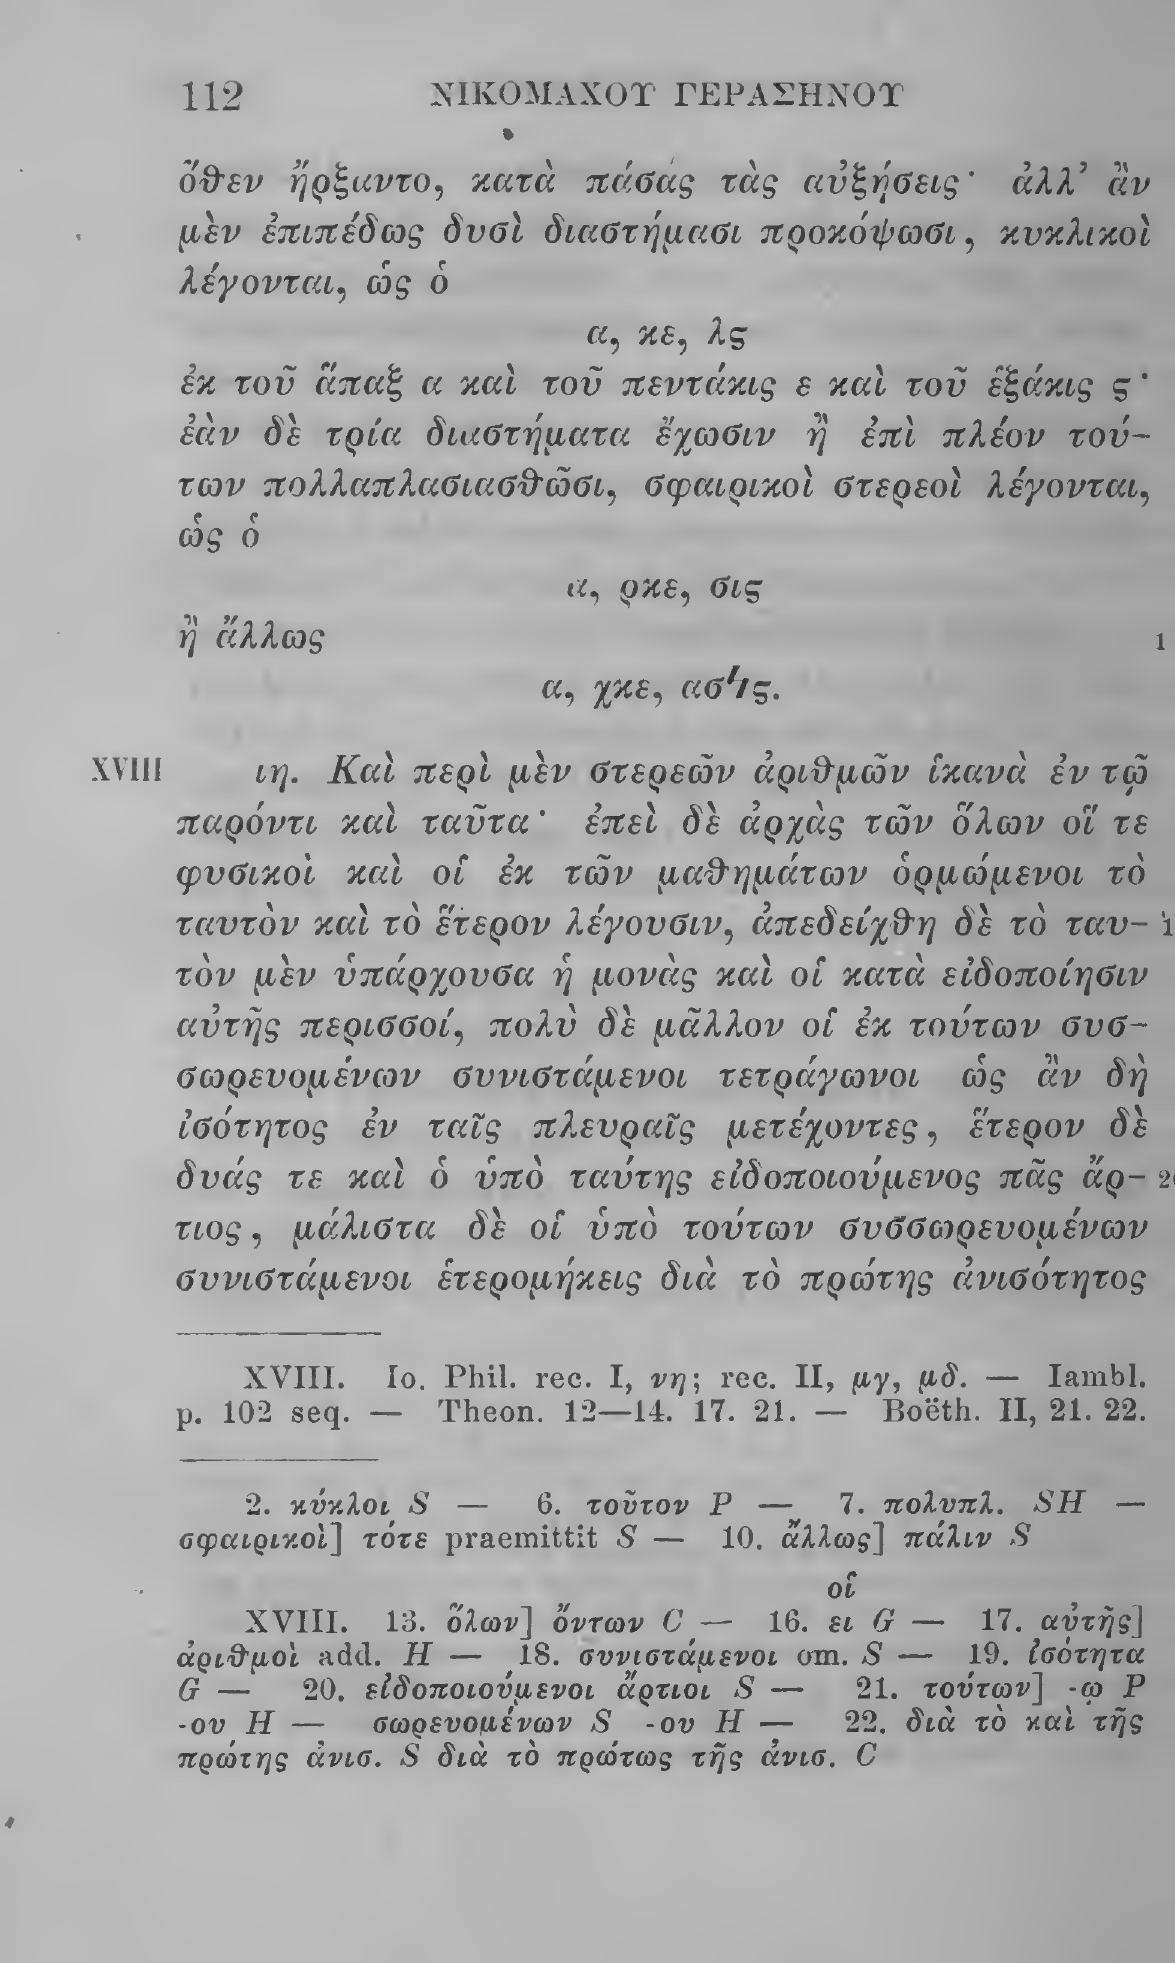 112 ΝΙΚΟΜΑΧΟΥ ΓΕΡΑΣΗΝΟΥ
ὅθεν ἤρξαντο, κατὰ πάσας τὰς αὐξήσεις· ἀλλ’ ἂν
μὲν ἐπιπέδως δυσὶ διαστήμασι προκόψωσι, κυκλικοὶ
λέγονται, ὡς ὁ
α, κε, λς
ἐκ τοῦ ἅπαξ α καὶ τοῦ πεντάκις ε καὶ τοῦ ἑξάκις ς·
ἐὰν δὲ τρία διαστήματα ἔχωσιν ἢ ἐπὶ πλέον τού-
των πολλαπλασιασθῶσι, σφαιρικοὶ στερεοὶ λέγονται,
ὡς ὁ
α, ρκε, σις
ἢ ἄλλως 1
α, χκε, ασϟς.
XVIII ιη. Καὶ περὶ μὲν στερεῶν ἀριθμῶν ἱκανὰ ἐν τῷ
παρόντι καὶ ταῦτα· ἐπεὶ δὲ ἀρχὰς τῶν ὅλων οἵ τε
φυσικοὶ καὶ οἱ ἐκ τῶν μαθημάτων ὁρμώμενοι τὸ
ταυτὸν καὶ τὸ ἕτερον λέγουσιν, ἀπεδείχθη δὲ τὸ ταυ- 1
τὸν μὲν ὑπάρχουσα ἡ μονὰς καὶ οἱ κατὰ εἰδοποίησιν
αὐτῆς περισσοί, πολὺ δὲ μᾶλλον οἱ ἐκ τούτων συσ-
σωρευομένων συνιστάμενοι τετράγωνοι ὡς ἂν δὴ
ἰσότητος ἐν ταῖς πλευραῖς μετέχοντες, ἕτερον δὲ
δυάς τε καὶ ὁ ὑπὸ ταύτης εἰδοποιούμενος πᾶς ἄρ- 2
τιος, μάλιστα δὲ οἱ ὑπὸ τούτων συσσωρευομένων
συνιστάμενοι ἑτερομήκεις διὰ τὸ πρώτης ἀνισότητος
XVIII. Io. Phil. rec. I, νη; rec. II, μγ, μδ. — Iambl.
p. 102 seq. — Theon. 12—14. 17. 21. — Boëth. II, 21. 22.
2. κύκλοι S — 6. τοῦτον P — 7. πολυπλ. SH —
σφαιρικοὶ] τότε praemittit S — 10. ἄλλως] πάλιν S
οἱ
XVIII. 13. ὅλων] ὄντων C — 16. ει G — 17. αὐτῆς]
ἀριθμοὶ add. H — 18. συνιστάμενοι om. S — 19. ἰσότητα
G — 20. εἰδοποιούμενοι ἄρτιοι S — 21. τούτων] -ῳ P
-ου H — σωρευομένων S -ου H — 22. διὰ τὸ καὶ τῆς
πρώτης ἀνισ. S διὰ τὸ πρώτως τῆς ἀνισ. C